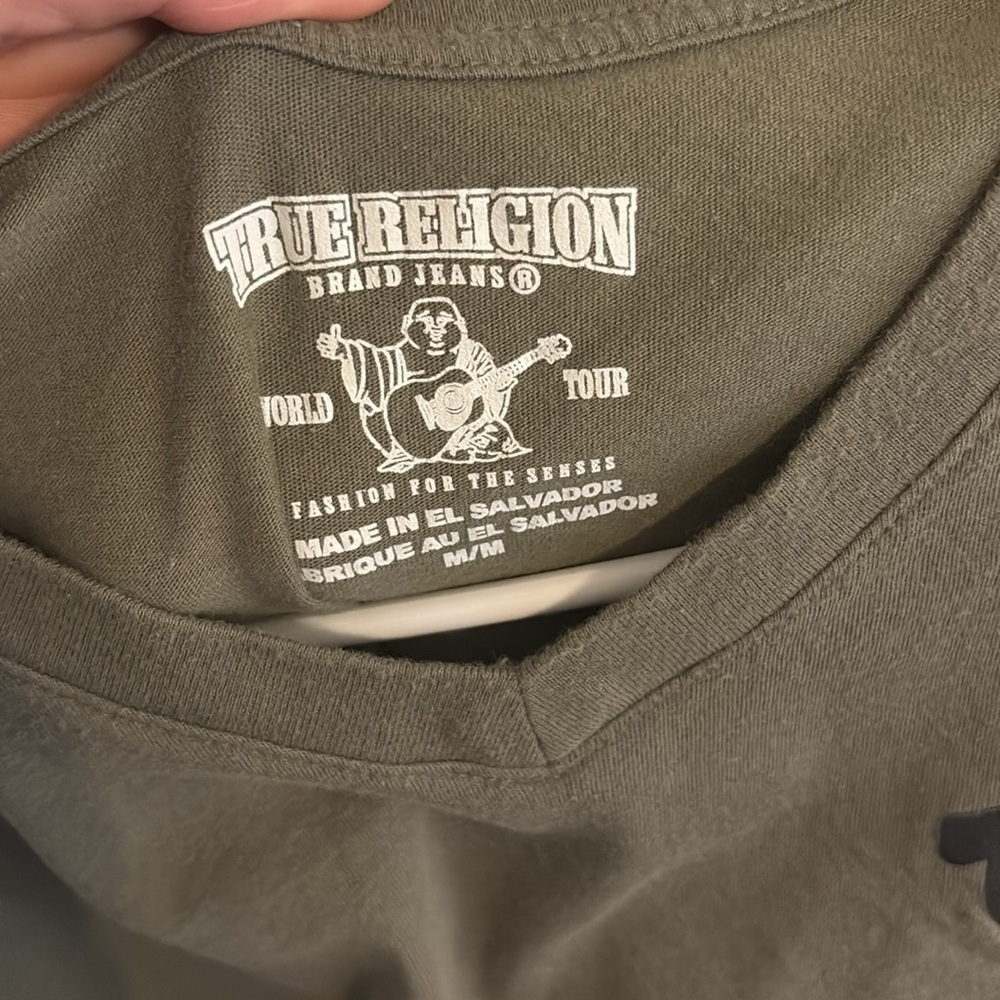 TRUE RELIGION
BRAND JEANS®
WORLD TOUR
FASHION FOR THE SENSES
MADE IN EL SALVADOR
BRIQUE AU EL SALVADOR
M/M